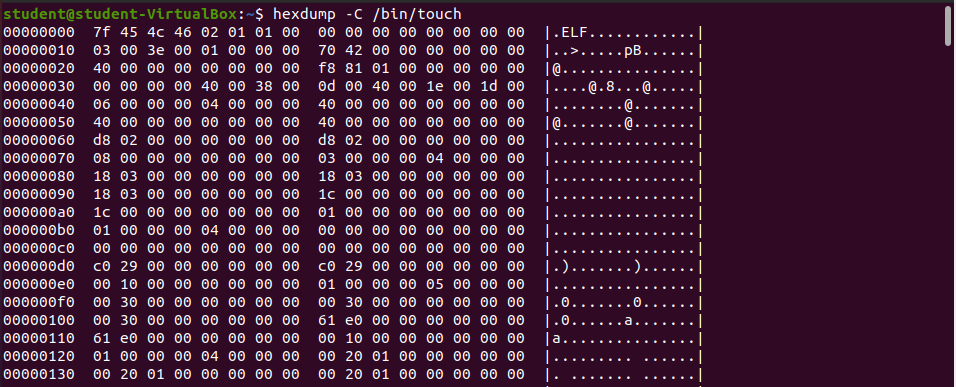 student@student-VirtualBox:~$ hexdump -C /bin/touch
00000000  7f 45 4c 46 02 01 01 00  00 00 00 00 00 00 00 00  |.ELF............|
00000010  03 00 3e 00 01 00 00 00  70 42 00 00 00 00 00 00  |..>.....pB......|
00000020  40 00 00 00 00 00 00 00  f8 81 01 00 00 00 00 00  |@...............|
00000030  00 00 00 00 40 00 38 00  0d 00 40 00 1e 00 1d 00  |....@.8...@.....|
00000040  06 00 00 00 04 00 00 00  40 00 00 00 00 00 00 00  |........@.......|
00000050  40 00 00 00 00 00 00 00  40 00 00 00 00 00 00 00  |@.......@.......|
00000060  d8 02 00 00 00 00 00 00  d8 02 00 00 00 00 00 00  |................|
00000070  08 00 00 00 00 00 00 00  03 00 00 00 04 00 00 00  |................|
00000080  18 03 00 00 00 00 00 00  18 03 00 00 00 00 00 00  |................|
00000090  18 03 00 00 00 00 00 00  1c 00 00 00 00 00 00 00  |................|
000000a0  1c 00 00 00 00 00 00 00  01 00 00 00 00 00 00 00  |................|
000000b0  01 00 00 00 04 00 00 00  00 00 00 00 00 00 00 00  |................|
000000c0  00 00 00 00 00 00 00 00  00 00 00 00 00 00 00 00  |................|
000000d0  c0 29 00 00 00 00 00 00  c0 29 00 00 00 00 00 00  |.).......)......|
000000e0  00 10 00 00 00 00 00 00  01 00 00 00 05 00 00 00  |................|
000000f0  00 30 00 00 00 00 00 00  00 30 00 00 00 00 00 00  |.0.......0......|
00000100  00 30 00 00 00 00 00 00  61 e0 00 00 00 00 00 00  |.0......a.......|
00000110  61 e0 00 00 00 00 00 00  00 10 00 00 00 00 00 00  |a...............|
00000120  01 00 00 00 04 00 00 00  00 20 01 00 00 00 00 00  |......... ......|
00000130  00 20 01 00 00 00 00 00  00 20 01 00 00 00 00 00  |. ....... ......|